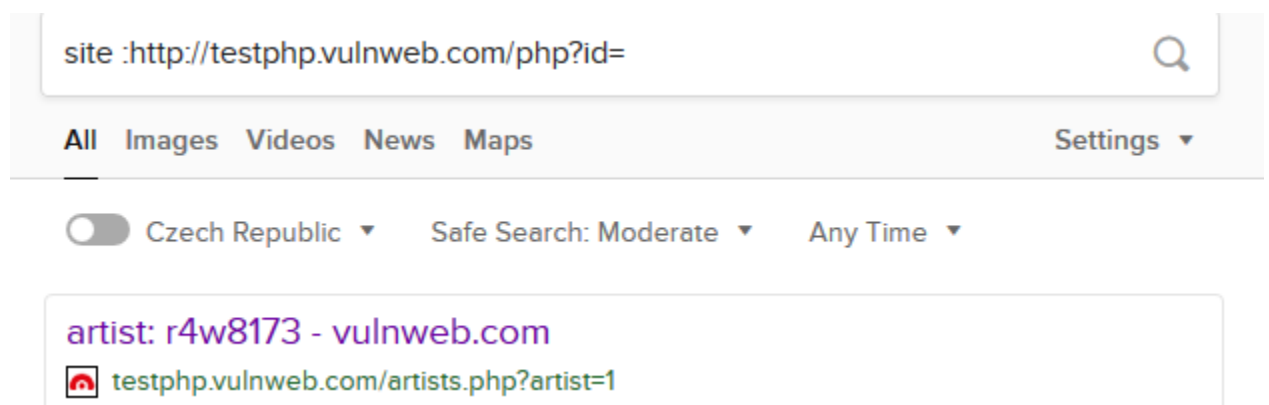 site :http://testphp.vulnweb.com/php?id=
All Images Videos News Maps Settings
Czech Republic Safe Search: Moderate Any Time
artist: r4w8173 - vulnweb.com
testphp.vulnweb.com/artists.php?artist=1